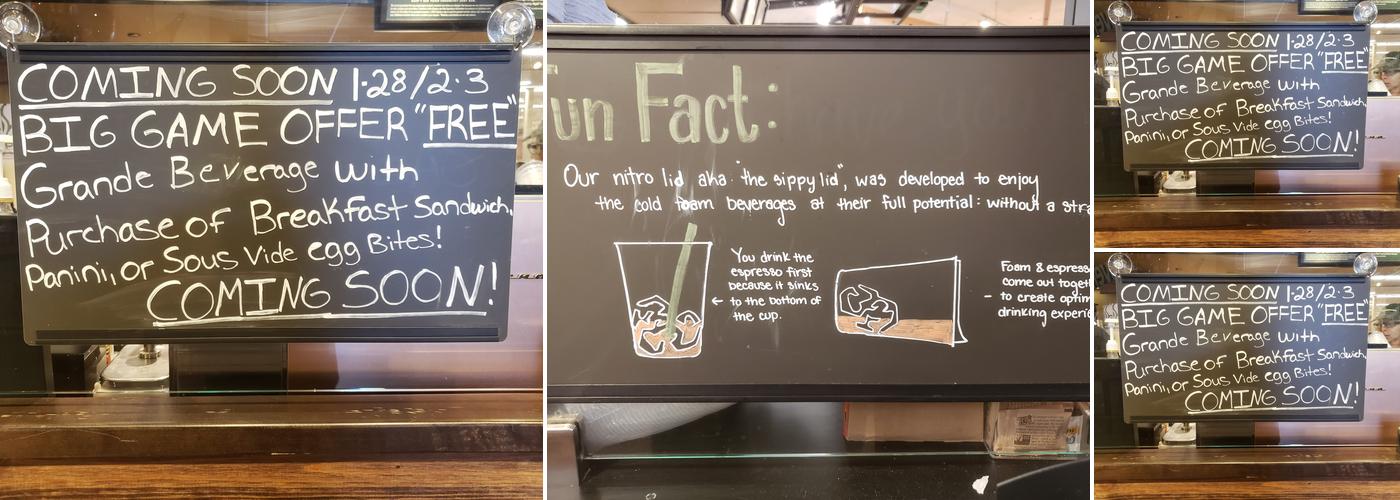 COMING SOON 1·28/2·3
BIG GAME OFFER "FREE"
Grande Beverage with
Purchase of Breakfast Sandwich,
Panini, or Sous Vide egg Bites!
COMING SOON!
un Fact:
Our nitro lid aka "the sippy lid", was developed to enjoy
the cold foam beverages at their full potential: without a
You drink the
espresso first
because it sinks
← to the bottom of
the cup.
Foam &
come out
- to create
drinking
COMING SOON 1·28/2·3
BIG GAME OFFER "FREE"
Grande Beverage with
Purchase of Breakfast Sandwich,
Panini, or Sous Vide egg Bites!
COMING SOON!
COMING SOON 1·28/2·3
BIG GAME OFFER "FREE"
Grande Beverage with
Purchase of Breakfast Sandwich,
Panini, or Sous Vide egg Bites!
COMING SOON!